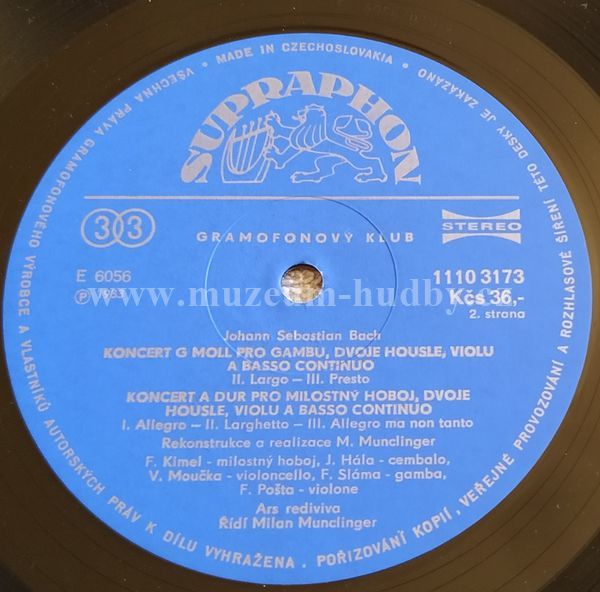 VŠECHNA PRÁVA GRAMOFONOVÉHO VÝROBCE A VLASTNÍKŮ AUTORSKÝCH PRÁV K DÍLU VYHRAŽENA . POŘIZOVÁNÍ KOPIÍ, VEŘEJNÉ PROVOZOVÁNÍ A ROZHLASOVÉ ŠÍŘENÍ TÉTO DESKY JE ZAKÁZÁNO
• MADE IN CZECHOSLOVAKIA •
SUPRAPHON
33
GRAMOFONOVÝ KLUB
STEREO
E 6056
1110 3173
Ⓟ 1983
www.muzeum-hudby.cz
Kčs 36,-
2. strana
Johann Sebastian Bach
KONCERT G MOLL PRO GAMBU, DVOJE HOUSLE, VIOLU
A BASSO CONTINUO
II. Largo – III. Presto
KONCERT A DUR PRO MILOSTNÝ HOBOJ, DVOJE
HOUSLE, VIOLU A BASSO CONTINUO
I. Allegro – II. Larghetto – III. Allegro ma non tanto
Rekonstrukce a realizace M. Munclinger
F. Kimel - milostný hoboj, J. Hála - cembalo,
V. Moučka - violoncello, F. Sláma - gamba,
F. Pošta - violone
Ars rediviva
Řídí Milan Munclinger